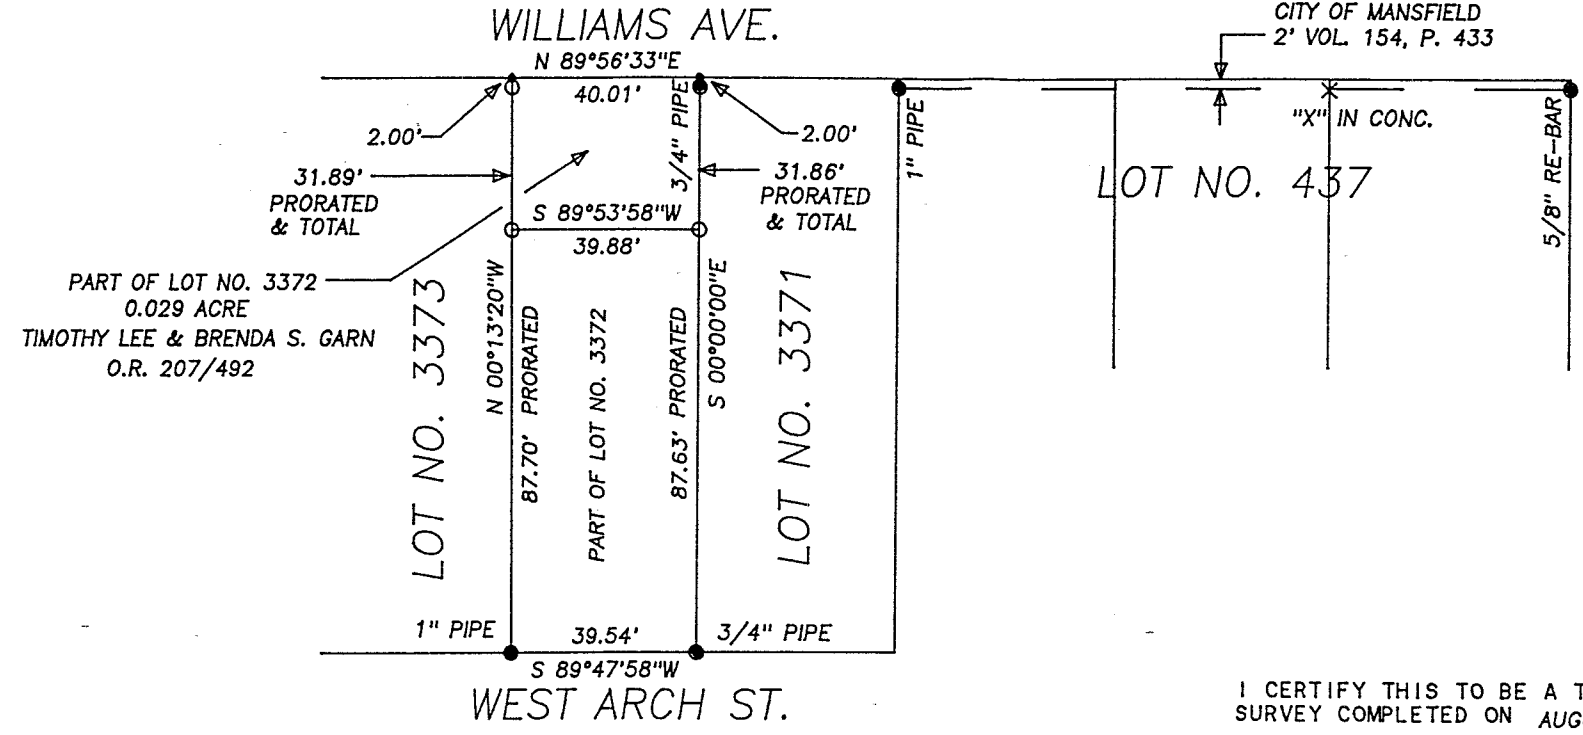 WILLIAMS AVE.
CITY OF MANSFIELD
2' VOL. 154, P. 433
N 89°56'33"E
40.01'
3/4" PIPE
2.00'
2.00'
1" PIPE
"X" IN CONC.
5/8" RE-BAR
31.89'
PRORATED
& TOTAL
31.86'
PRORATED
& TOTAL
LOT NO. 437
S 89°53'58"W
39.88'
PART OF LOT NO. 3372
0.029 ACRE
TIMOTHY LEE & BRENDA S. GARN
O.R. 207/492
LOT NO. 3373
N 00°13'20"W
87.70' PRORATED
PART OF LOT NO. 3372
87.63' PRORATED
S 00°00'00"E
LOT NO. 3371
1" PIPE
39.54'
3/4" PIPE
S 89°47'58"W
WEST ARCH ST.
I CERTIFY THIS TO BE A T
SURVEY COMPLETED ON AUG